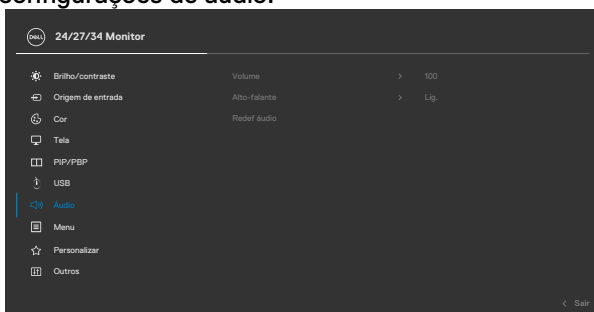 configurações de áudio.
DELL 24/27/34 Monitor
Brilho/contraste Volume > 100
Origem de entrada Alto-falante > Lig.
Cor Redef áudio
Tela
PIP/PBP
USB
Áudio
Menu
Personalizar
Outros
< Sair